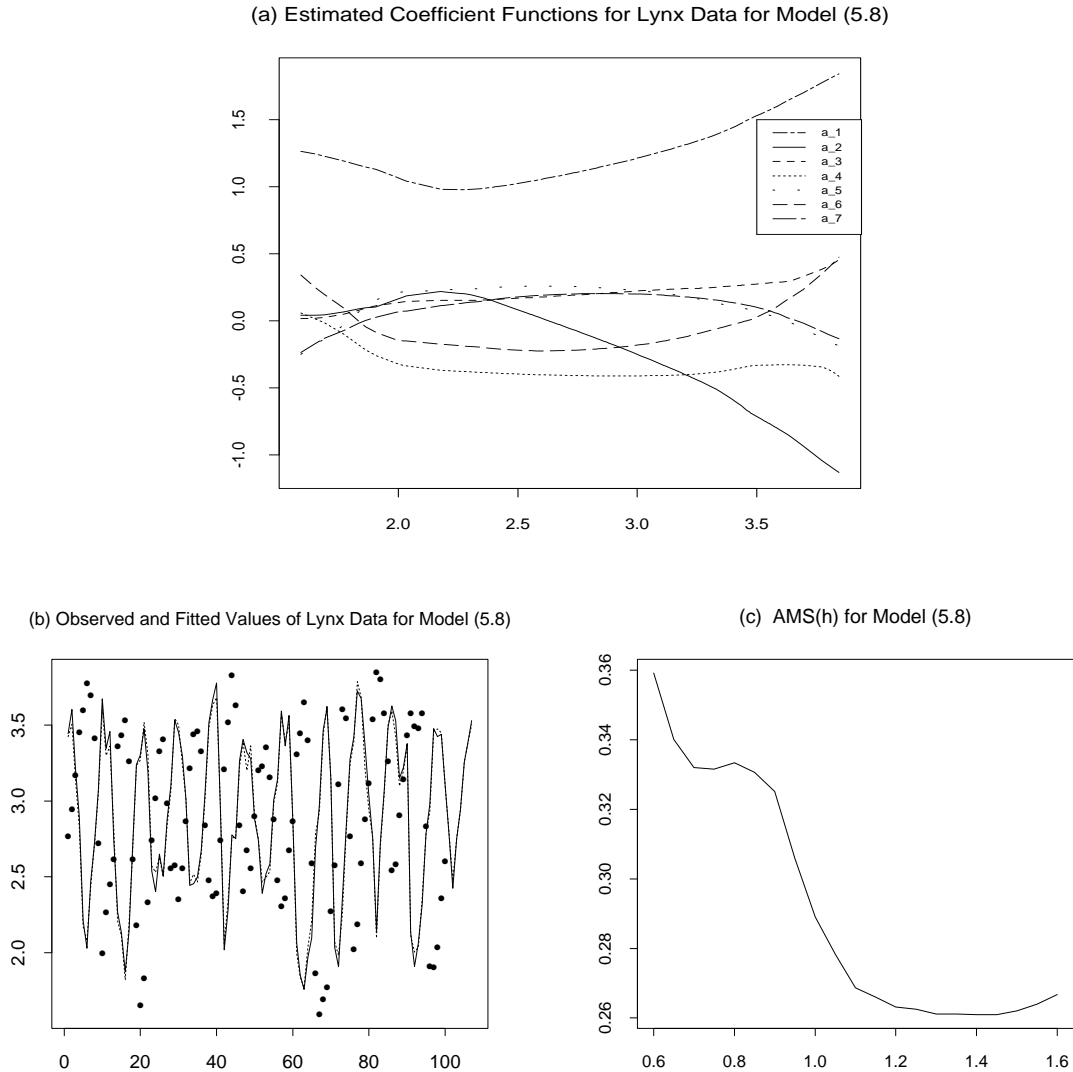 (a) Estimated Coefficient Functions for Lynx Data for Model (5.8)
1.5
1.0
0.5
0.0
-0.5
-1.0
a_1
a_2
a_3
a_4
a_5
a_6
a_7
2.0 2.5 3.0 3.5
(b) Observed and Fitted Values of Lynx Data for Model (5.8)
3.5
3.0
2.5
2.0
0 20 40 60 80 100
(c) AMS(h) for Model (5.8)
0.36
0.34
0.32
0.30
0.28
0.26
0.6 0.8 1.0 1.2 1.4 1.6